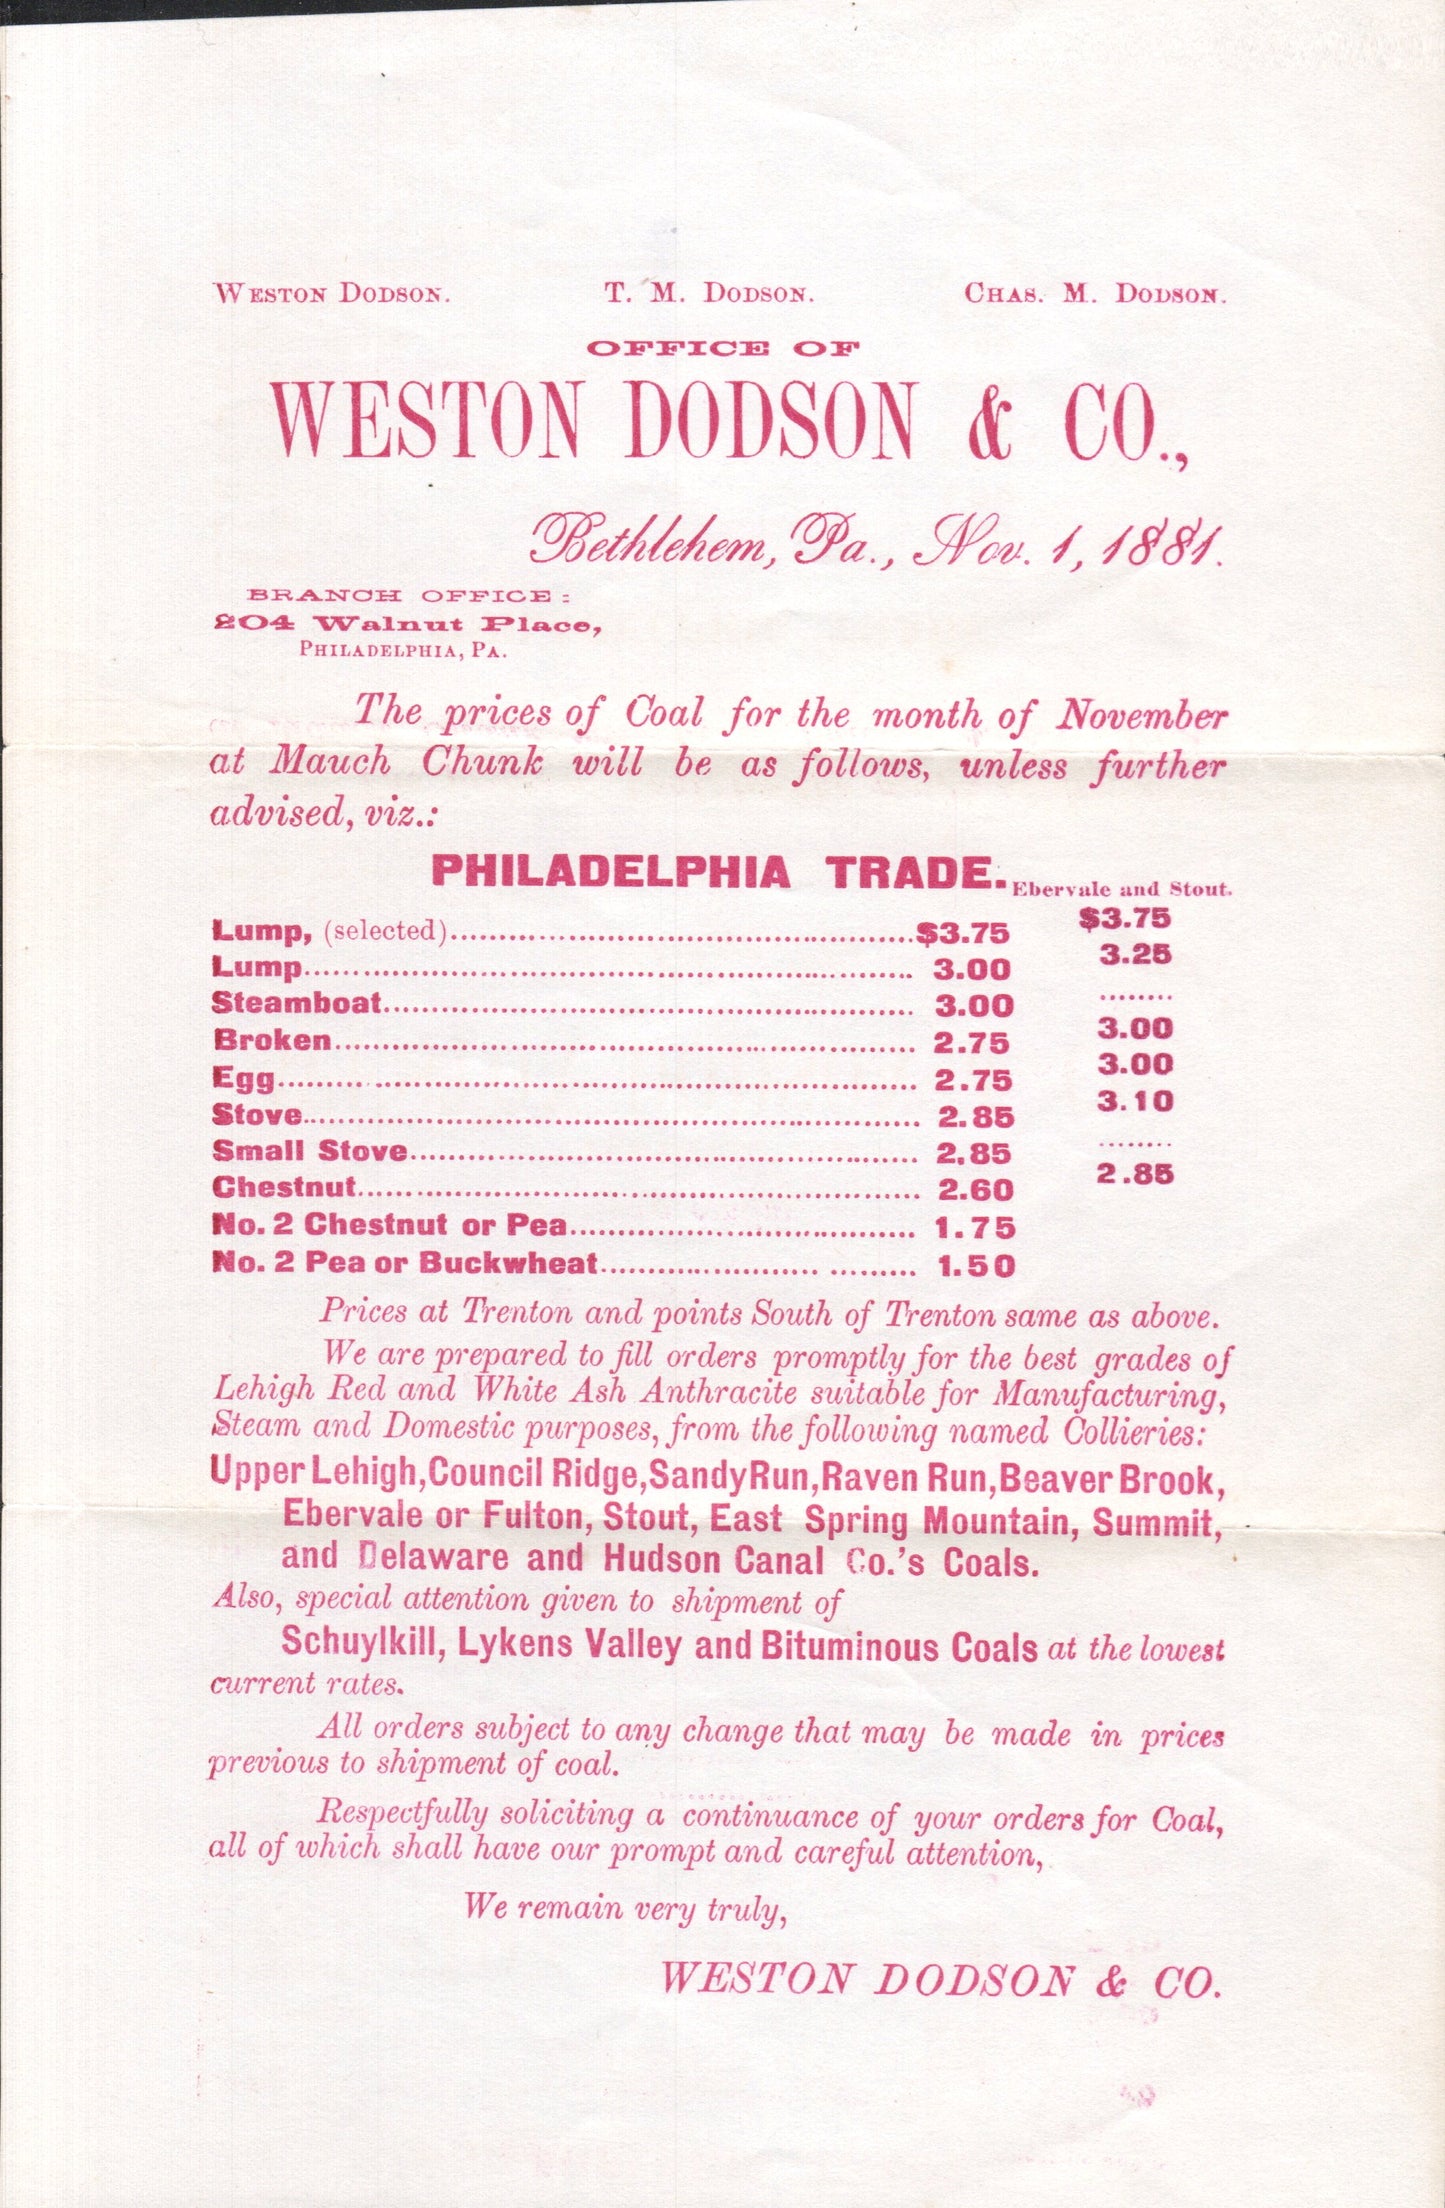 WESTON DODSON. T. M. DODSON. CHAS. M. DODSON.
OFFICE OF
WESTON DODSON & CO.,
Bethlehem, Pa., Nov. 1, 1881.
BRANCH OFFICE:
204 Walnut Place,
PHILADELPHIA, PA.
The prices of Coal for the month of November
at Mauch Chunk will be as follows, unless further
advised, viz.:
PHILADELPHIA TRADE. Ebervale and Stout.
Lump, (selected)........ $3.75 $3.75
Lump........ 3.00 3.25
Steamboat........ 3.00 ........
Broken........ 2.75 3.00
Egg........ 2.75 3.00
Stove........ 2.85 3.10
Small Stove........ 2.85 ........
Chestnut........ 2.60 2.85
No. 2 Chestnut or Pea........ 1.75
No. 2 Pea or Buckwheat........ 1.50
Prices at Trenton and points South of Trenton same as above.
We are prepared to fill orders promptly for the best grades of
Lehigh Red and White Ash Anthracite suitable for Manufacturing,
Steam and Domestic purposes, from the following named Collieries:
Upper Lehigh, Council Ridge, Sandy Run, Raven Run, Beaver Brook,
Ebervale or Fulton, Stout, East Spring Mountain, Summit,
and Delaware and Hudson Canal Co.'s Coals.
Also, special attention given to shipment of
Schuylkill, Lykens Valley and Bituminous Coals at the lowest
current rates.
All orders subject to any change that may be made in prices
previous to shipment of coal.
Respectfully soliciting a continuance of your orders for Coal,
all of which shall have our prompt and careful attention,
We remain very truly,
WESTON DODSON & CO.